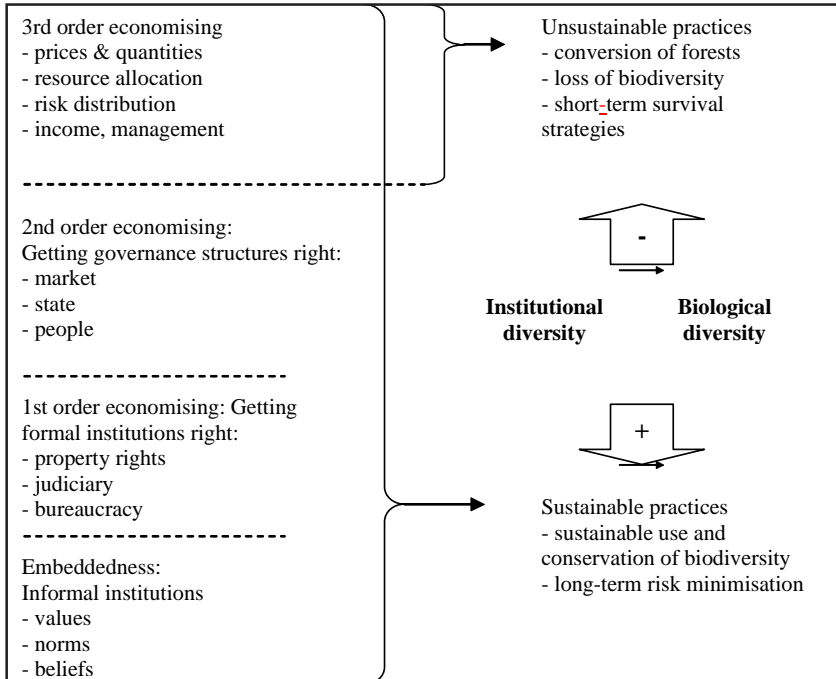 3rd order economising
- prices & quantities
- resource allocation
- risk distribution
- income, management
2nd order economising:
Getting governance structures right:
- market
- state
- people
1st order economising: Getting
formal institutions right:
- property rights
- judiciary
- bureaucracy
Embeddedness:
Informal institutions
- values
- norms
- beliefs
Unsustainable practices
- conversion of forests
- loss of biodiversity
- short-term survival
strategies
-
Institutional
diversity
Biological
diversity
+
Sustainable practices
- sustainable use and
conservation of biodiversity
- long-term risk minimisation